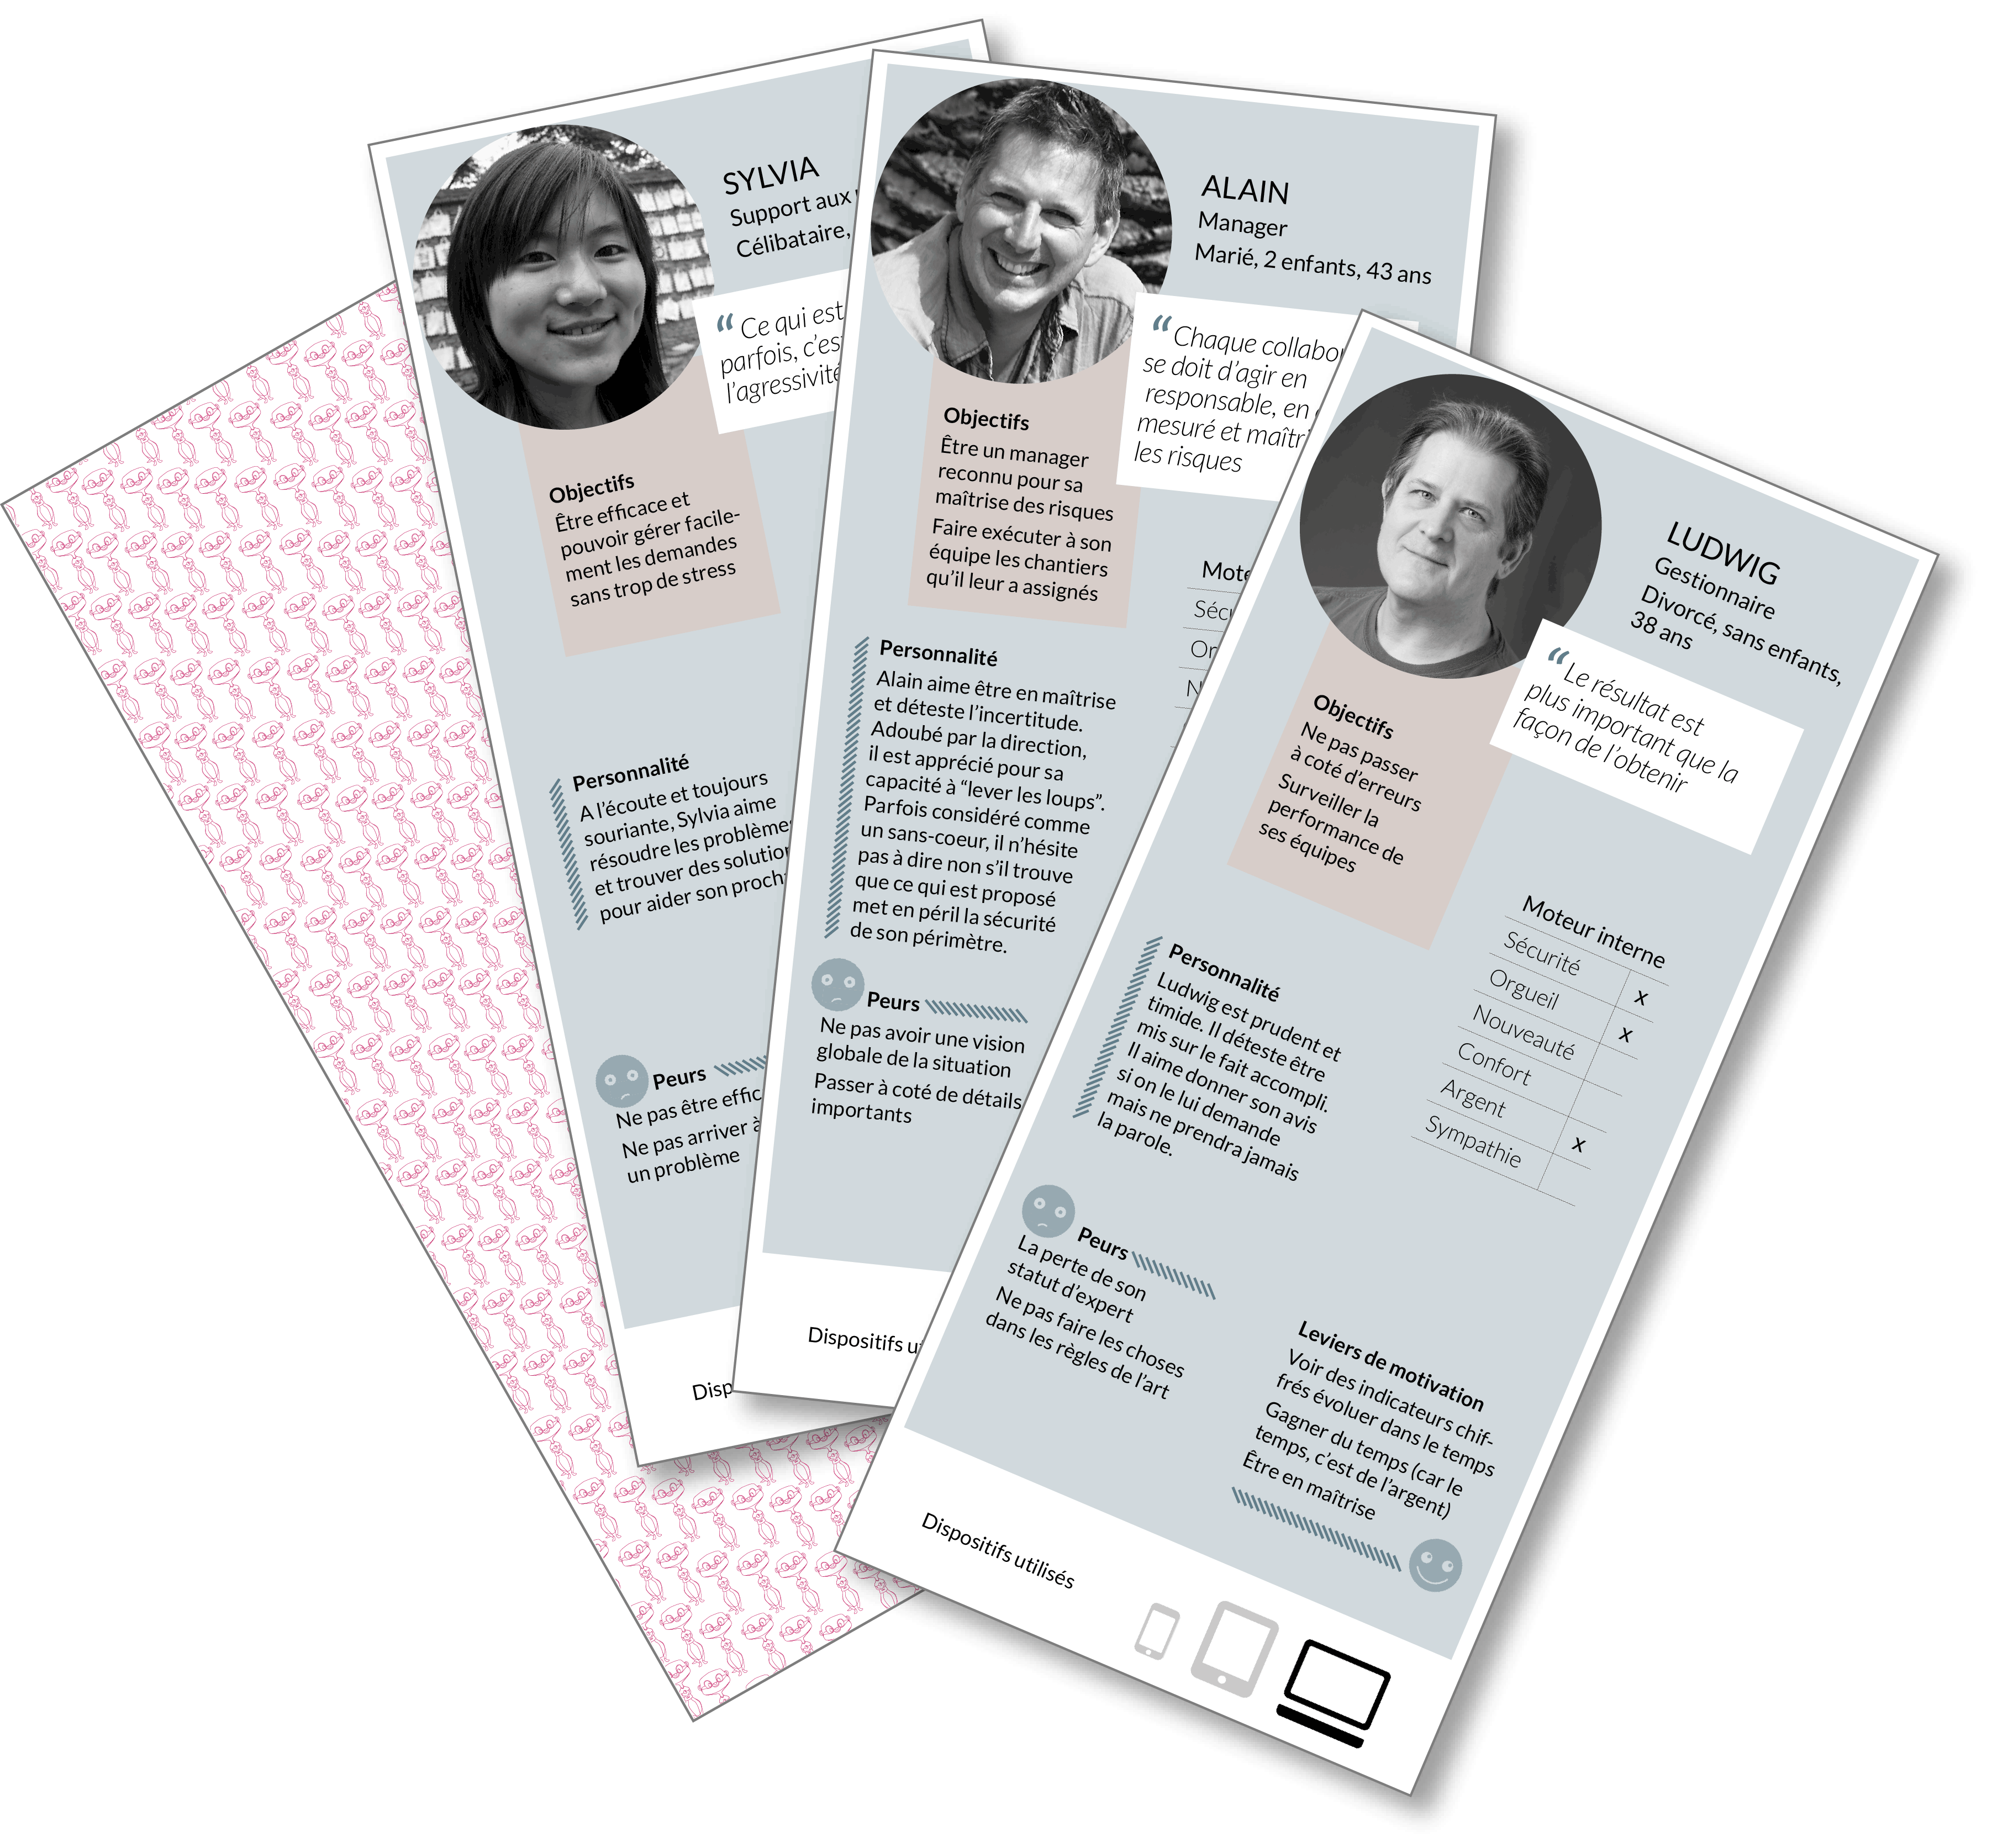 SYLVIA
Support aux
Célibataire,
“ Ce qui est
parfois, c’es
l’agressivité
Objectifs
Être efficace et
pouvoir gérer facile-
ment les demandes
sans trop de stress
Personnalité
A l’écoute et toujours
souriante, Sylvia aime
résoudre les problèmes
et trouver des solution
pour aider son proch
Peurs
Ne pas être effic
Ne pas arriver à
un problème
Disp
ALAIN
Manager
Marié, 2 enfants, 43 ans
“ Chaque collabo
se doit d’agir en
responsable, en
mesuré et maîtri
les risques
Objectifs
Être un manager
reconnu pour sa
maîtrise des risques
Faire exécuter à son
équipe les chantiers
qu’il leur a assignés
Mote
Sécu
Or
N
Personnalité
Alain aime être en maîtrise
et déteste l’incertitude.
Adoubé par la direction,
il est apprécié pour sa
capacité à “lever les loups”.
Parfois considéré comme
un sans-coeur, il n’hésite
pas à dire non s’il trouve
que ce qui est proposé
met en péril la sécurité
de son périmètre.
Peurs
Ne pas avoir une vision
globale de la situation
Passer à coté de détails
importants
Dispositifs u
LUDWIG
Gestionnaire
Divorcé, sans enfants,
38 ans
“ Le résultat est
plus important que la
façon de l’obtenir
Objectifs
Ne pas passer
à coté d’erreurs
Surveiller la
performance de
ses équipes
Moteur interne
Sécurité x
Orgueil x
Nouveauté
Confort
Argent x
Sympathie
Personnalité
Ludwig est prudent et
timide. Il déteste être
mis sur le fait accompli.
Il aime donner son avis
si on le lui demande
mais ne prendra jamais
la parole.
Peurs
La perte de son
statut d’expert
Ne pas faire les choses
dans les règles de l’art
Leviers de motivation
Voir des indicateurs chif-
frés évoluer dans le temps
Gagner du temps (car le
temps, c’est de l’argent)
Être en maîtrise
Dispositifs utilisés